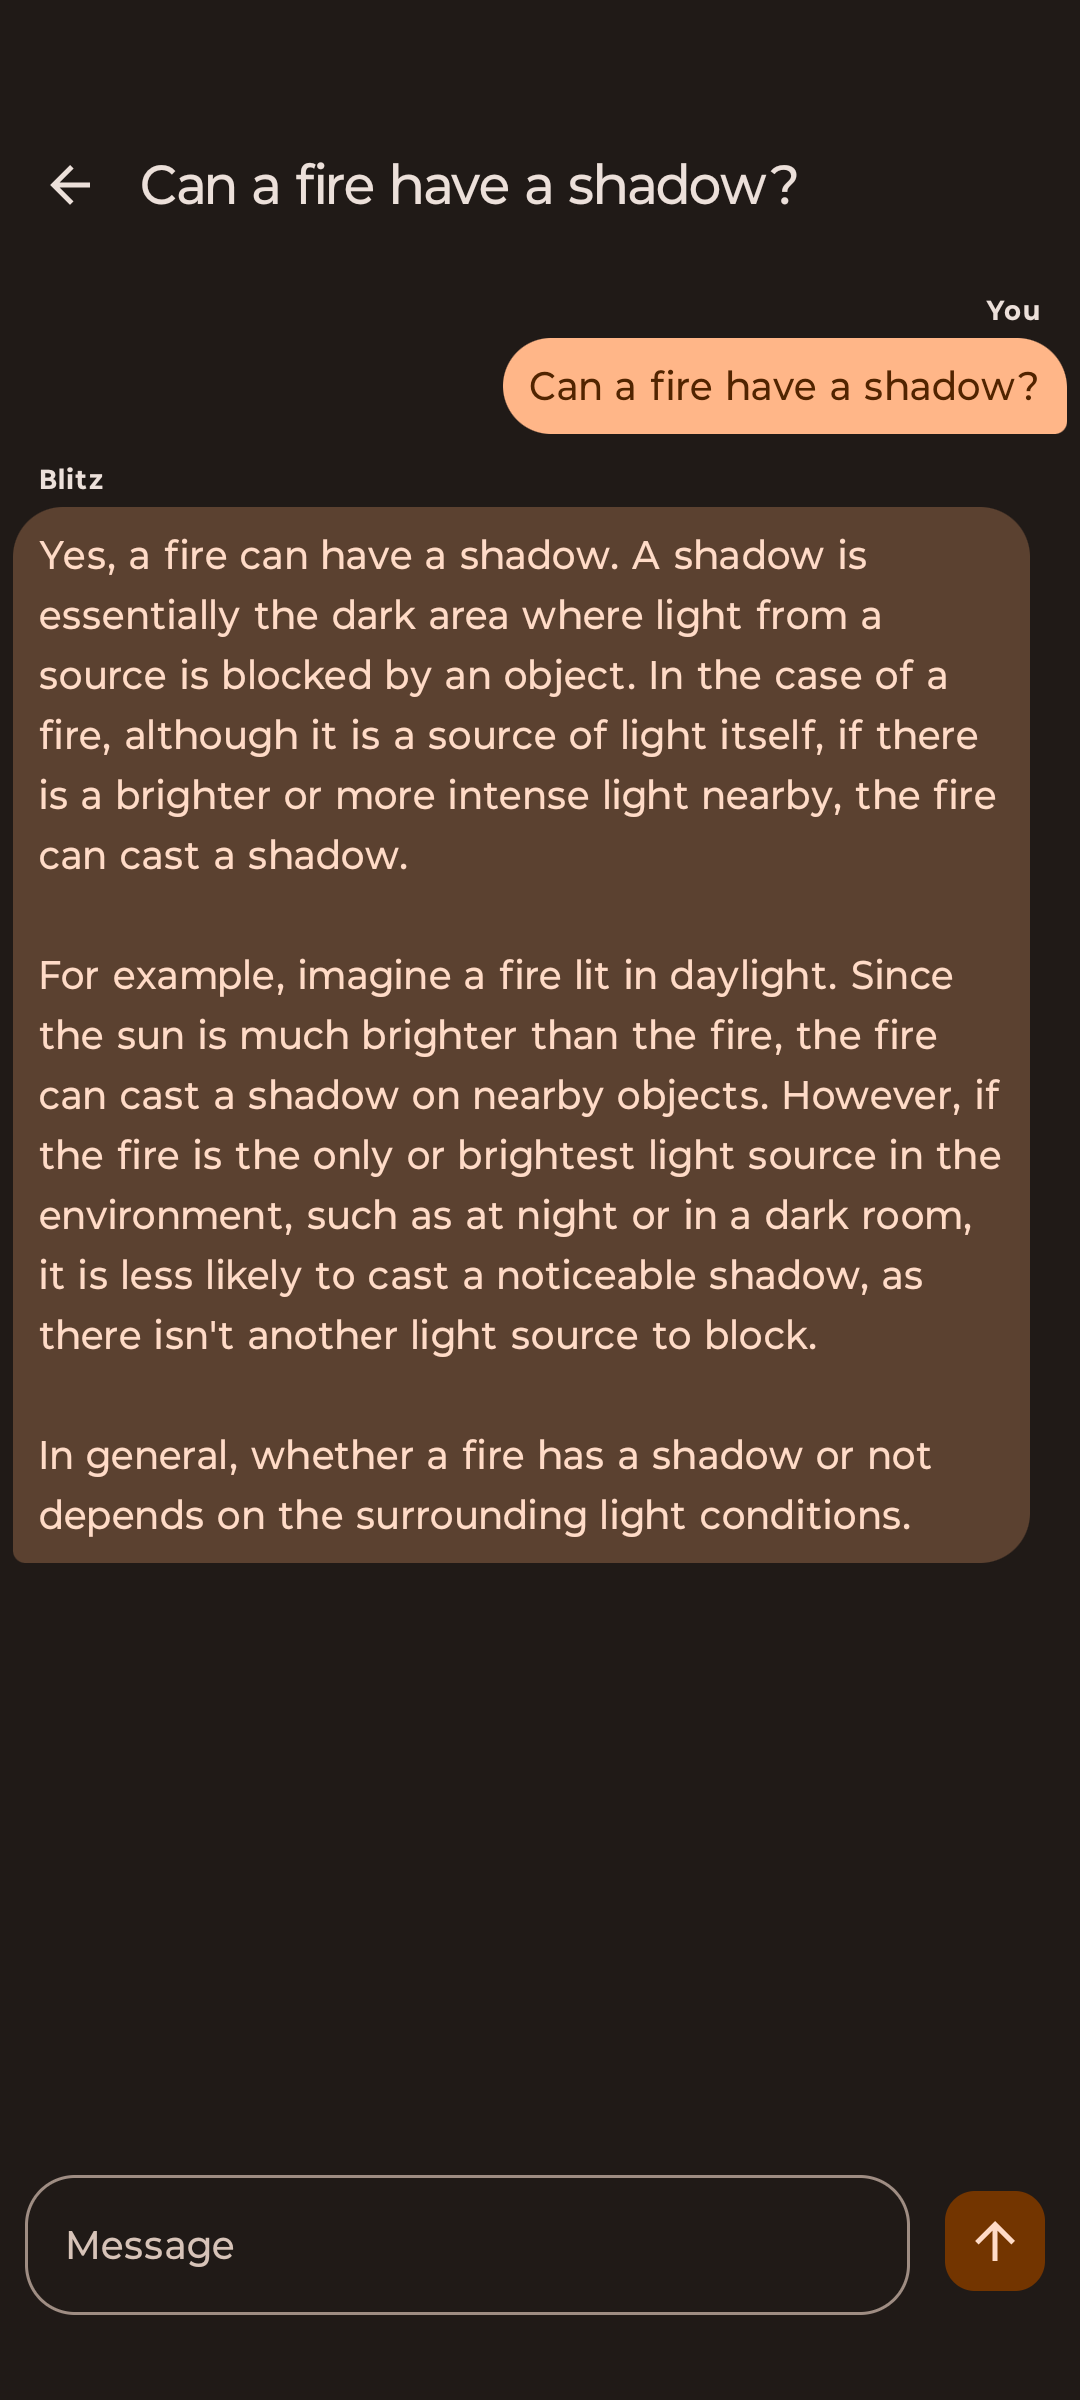 Can a fire have a shadow?
You
Can a fire have a shadow?
Blitz
Yes, a fire can have a shadow. A shadow is
essentially the dark area where light from a
source is blocked by an object. In the case of a
fire, although it is a source of light itself, if there
is a brighter or more intense light nearby, the fire
can cast a shadow.
For example, imagine a fire lit in daylight. Since
the sun is much brighter than the fire, the fire
can cast a shadow on nearby objects. However, if
the fire is the only or brightest light source in the
environment, such as at night or in a dark room,
it is less likely to cast a noticeable shadow, as
there isn't another light source to block.
In general, whether a fire has a shadow or not
depends on the surrounding light conditions.
Message